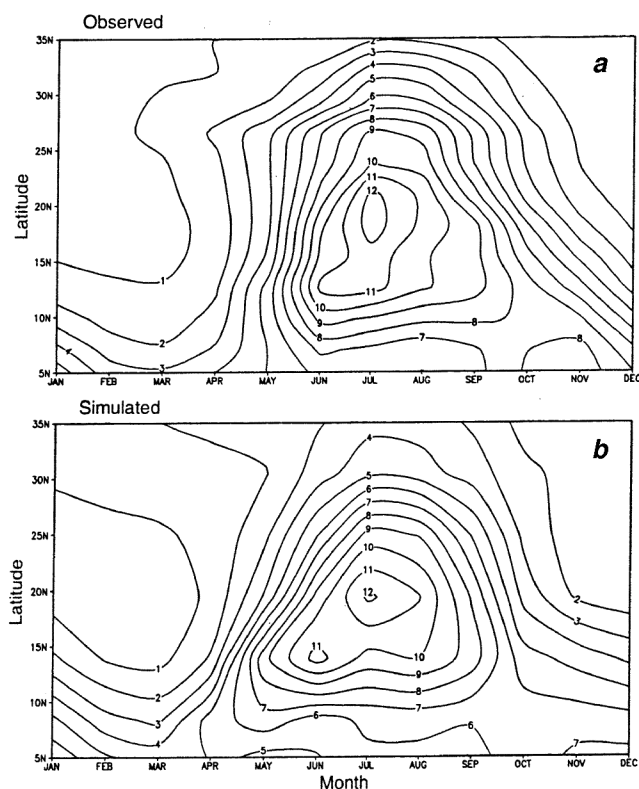 Observed
a
35N
30N
25N
20N
15N
10N
5N
Latitude
2
3
4
5
6
7
8
9
10
11
12
1
11
10
9
8
8
7
8
2
3
4
JAN FEB MAR APR MAY JUN JUL AUG SEP OCT NOV DEC
Simulated
b
35N
30N
25N
20N
15N
10N
5N
Latitude
4
5
6
7
8
9
10
11
12
2
3
11
10
9
8
7
7
6
6
5
7
1
2
3
4
JAN FEB MAR APR MAY JUN JUL AUG SEP OCT NOV DEC
Month